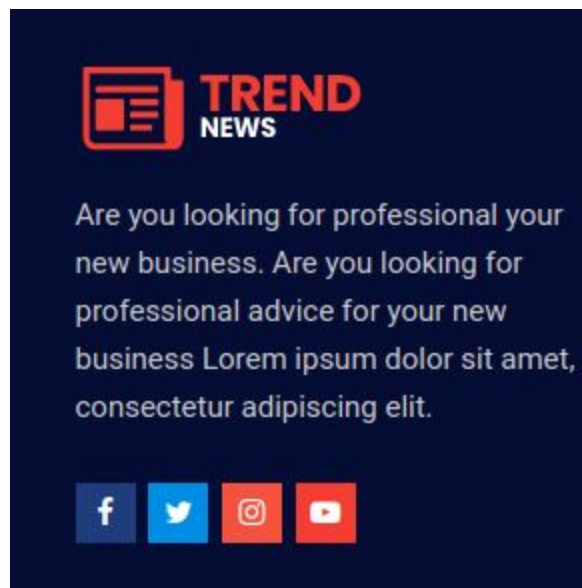 TREND
NEWS
Are you looking for professional your
new business. Are you looking for
professional advice for your new
business Lorem ipsum dolor sit amet,
consectetur adipiscing elit.